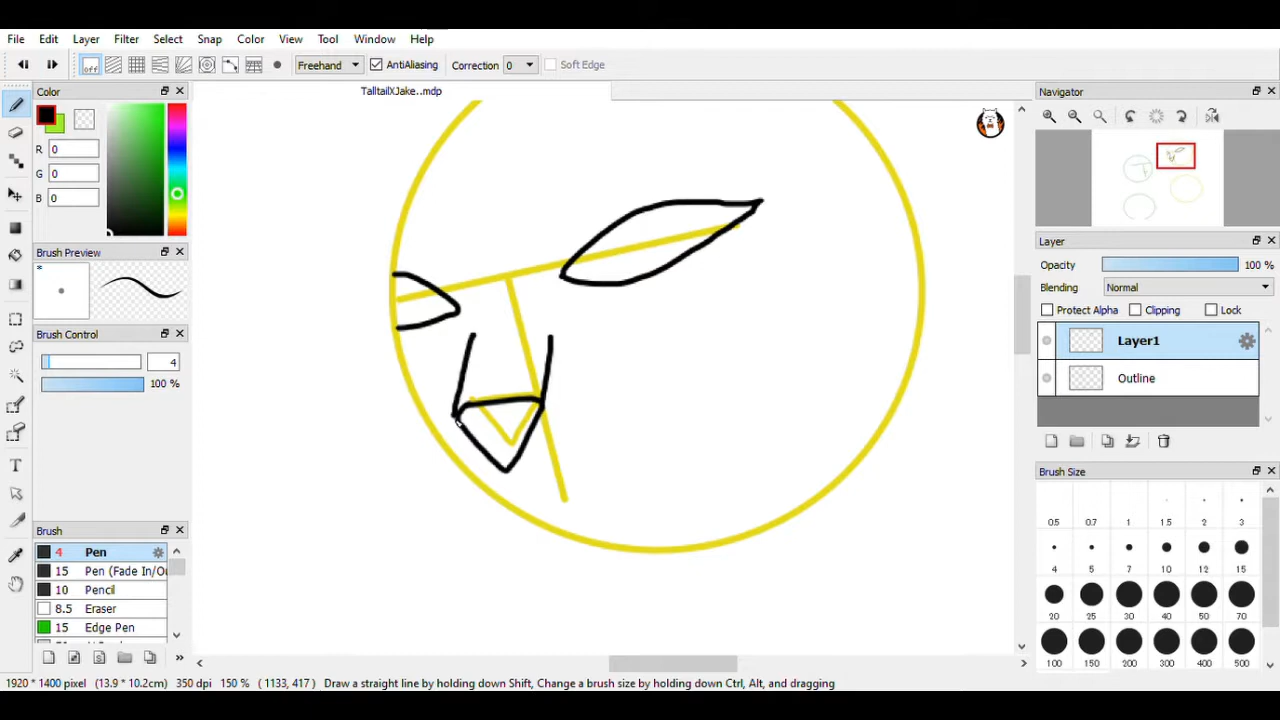 File Edit Layer Filter Select Snap Color View Tool Window Help
off Freehand AntiAliasing Correction 0 Soft Edge
Color
TalltailXJake..mdp
Navigator
R 0
G 0
B 0
Brush Preview
*
Layer
Opacity 100 %
Blending Normal
Protect Alpha Clipping Lock
Layer1
Outline
Brush Control
4
100 %
Brush Size
0.5 0.7 1 1.5 2 3
4 5 7 10 12 15
20 25 30 40 50 70
100 150 200 300 400 500
Brush
4 Pen
15 Pen (Fade In/Ou
10 Pencil
8.5 Eraser
15 Edge Pen
1920 * 1400 pixel (13.9 * 10.2cm) 350 dpi 150 % ( 1133, 417 ) Draw a straight line by holding down Shift, Change a brush size by holding down Ctrl, Alt, and dragging